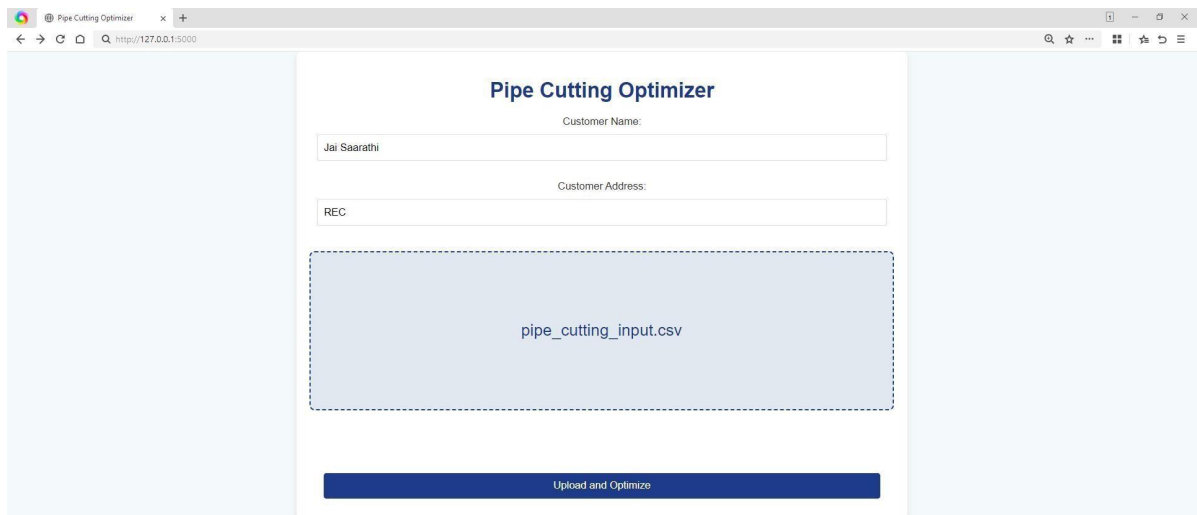 Pipe Cutting Optimizer
http://127.0.0.1:5000
Pipe Cutting Optimizer
Customer Name:
Jai Saarathi
Customer Address:
REC
pipe_cutting_input.csv
Upload and Optimize